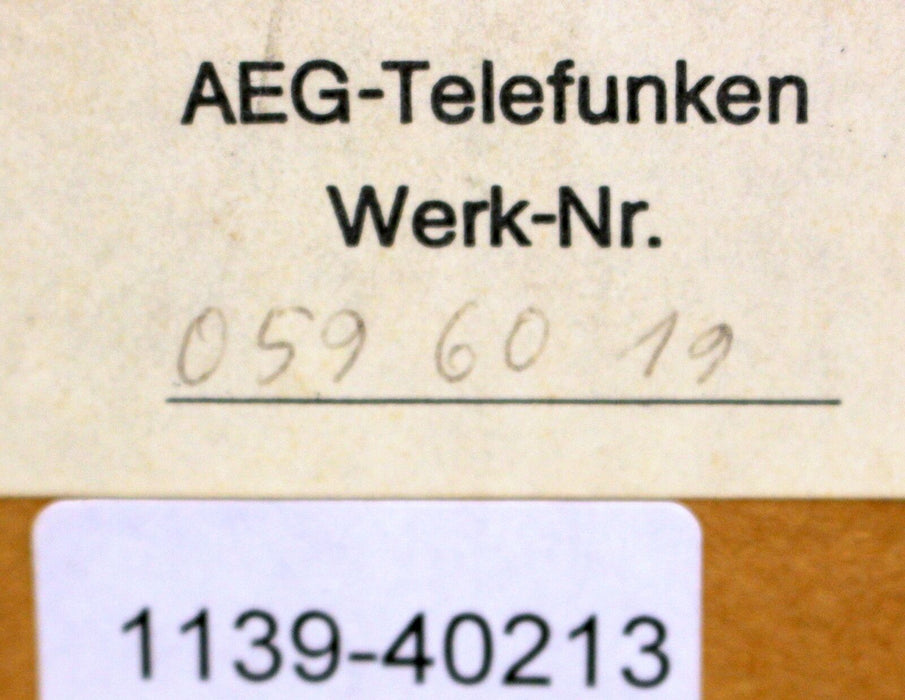 AEG-Telefunken
Werk-Nr.
059 60 19
1139-40213